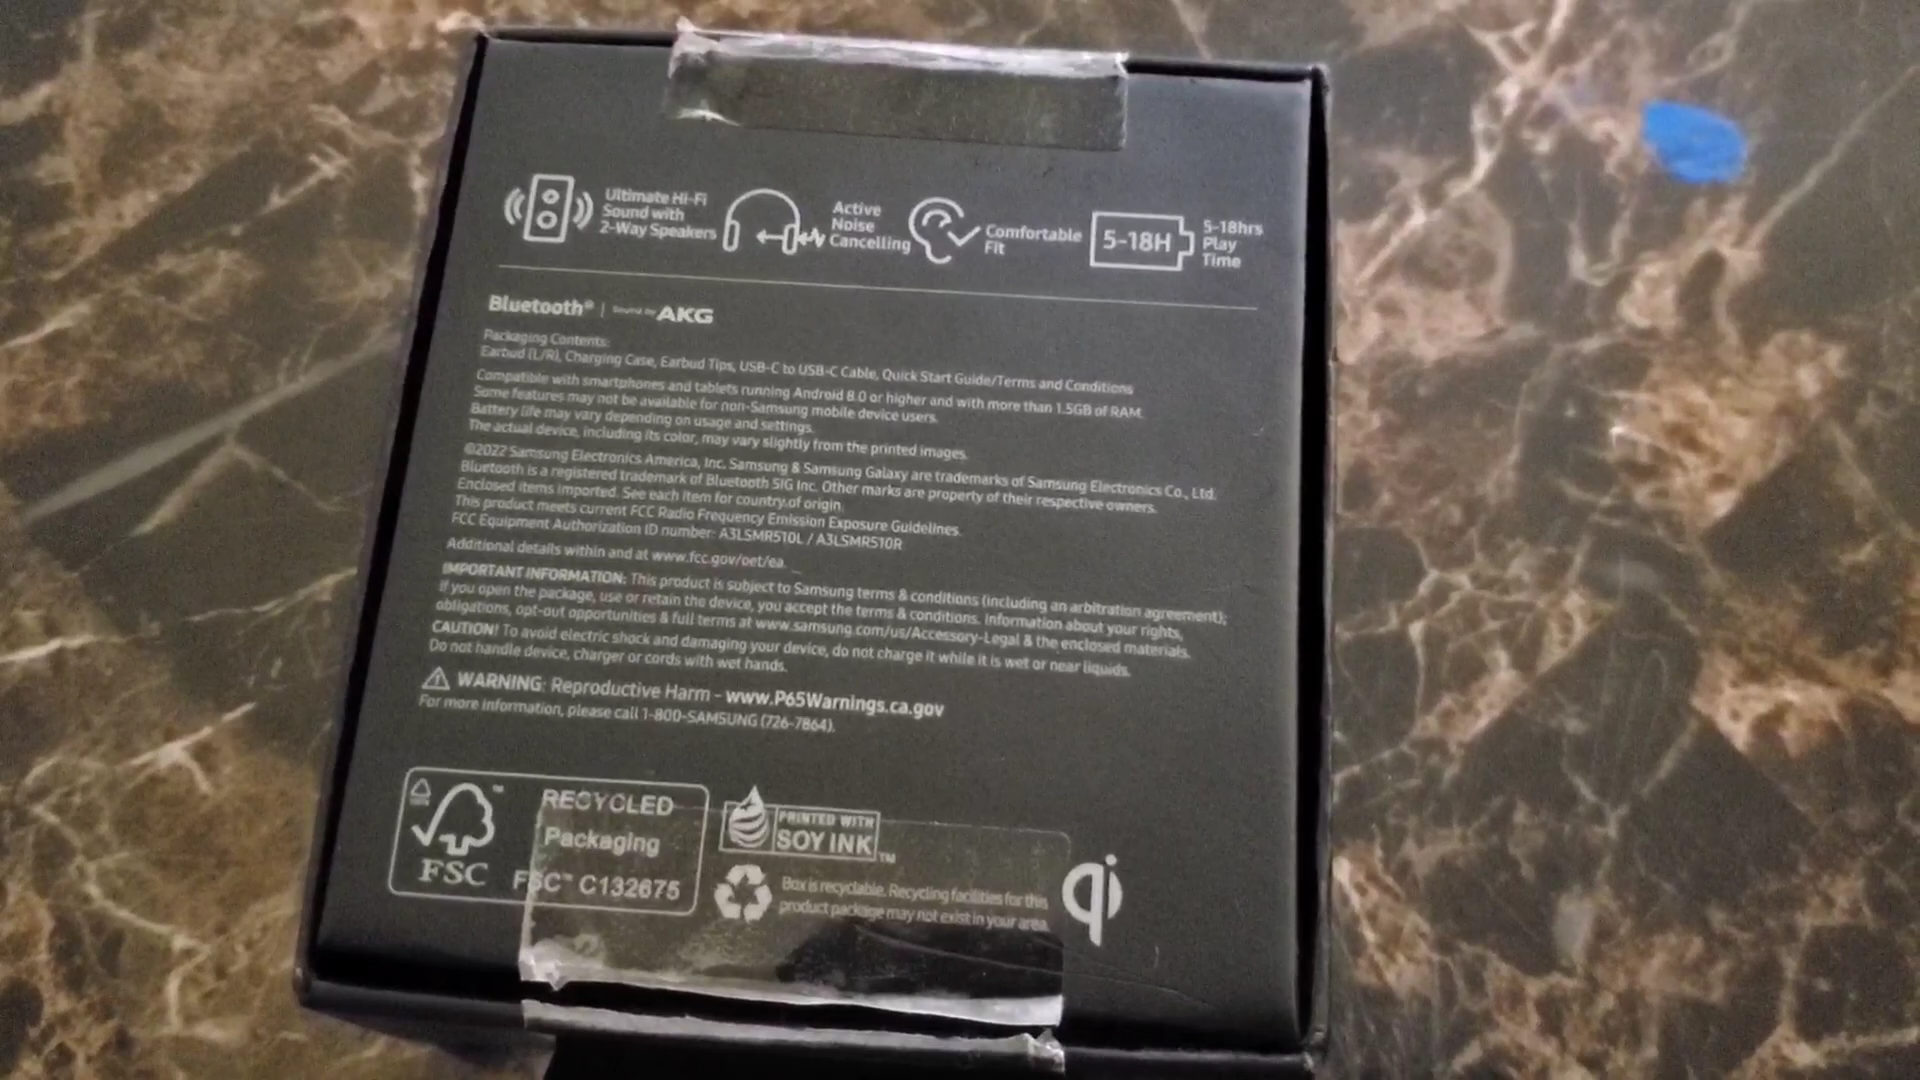 Ultimate Hi-Fi
Sound with
2-Way Speakers
Active
Noise
Cancelling
Comfortable
Fit
5-18H
5-18hrs
Play
Time
Bluetooth® | Sound by AKG
Packaging Contents:
Earbud (L/R), Charging Case, Earbud Tips, USB-C to USB-C Cable, Quick Start Guide/Terms and Conditions
Compatible with smartphones and tablets running Android 8.0 or higher and with more than 1.5GB of RAM.
Some features may not be available for non-Samsung mobile device users.
Battery life may vary depending on usage and settings.
The actual device, including its color, may vary slightly from the printed images.
©2022 Samsung Electronics America, Inc. Samsung & Samsung Galaxy are trademarks of Samsung Electronics Co., Ltd.
Bluetooth is a registered trademark of Bluetooth SIG Inc. Other marks are property of their respective owners.
Enclosed items imported. See each item for country of origin.
This product meets current FCC Radio Frequency Emission Exposure Guidelines.
FCC Equipment Authorization ID number: A3LSMR510L / A3LSMR510R
Additional details within and at www.fcc.gov/oet/ea
IMPORTANT INFORMATION: This product is subject to Samsung terms & conditions (including an arbitration agreement);
If you open the package, use or retain the device, you accept the terms & conditions. Information about your rights,
obligations, opt-out opportunities & full terms at www.samsung.com/us/Accessory-Legal & the enclosed materials.
CAUTION! To avoid electric shock and damaging your device, do not charge it while it is wet or near liquids.
Do not handle device, charger or cords with wet hands.
WARNING: Reproductive Harm - www.P65Warnings.ca.gov
For more information, please call 1-800-SAMSUNG (726-7864).
™
FSC
RECYCLED
Packaging
FSC™ C132675
PRINTED WITH
SOY INK™
Box is recyclable. Recycling facilities for this
product package may not exist in your area.
qi